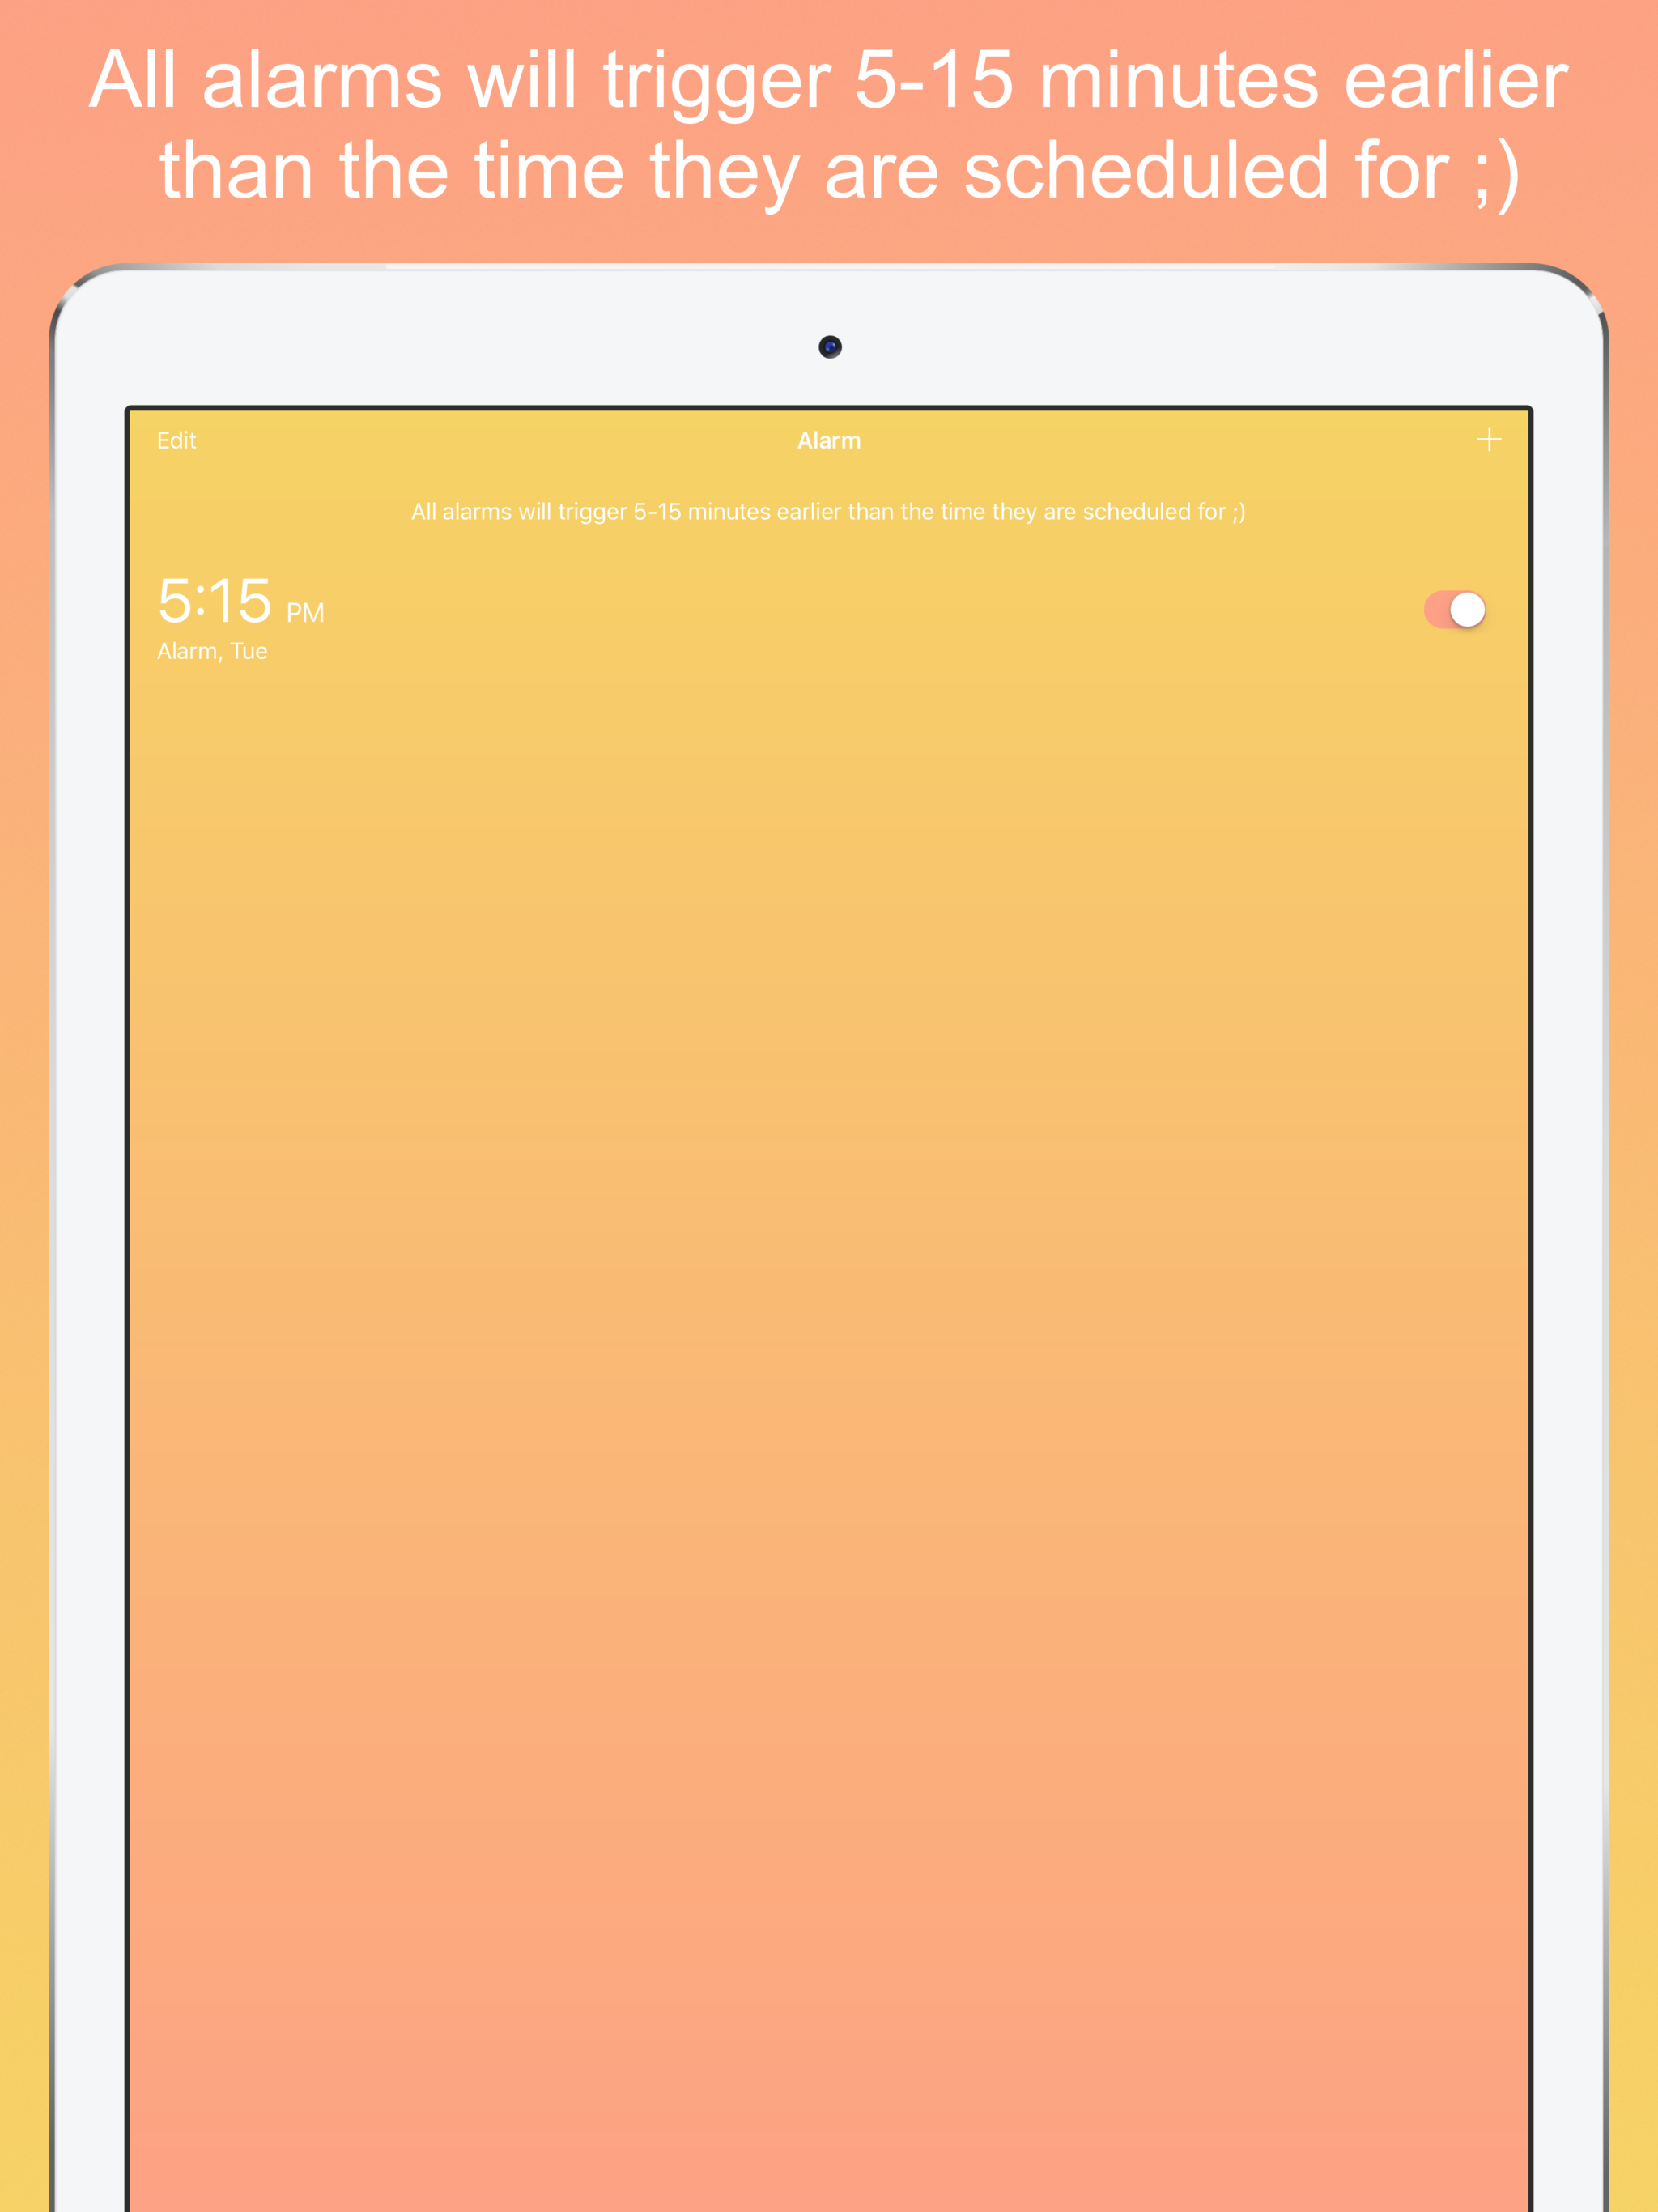 All alarms will trigger 5-15 minutes earlier
than the time they are scheduled for ;)
Edit
Alarm
+
All alarms will trigger 5-15 minutes earlier than the time they are scheduled for ;)
5:15 PM
Alarm, Tue